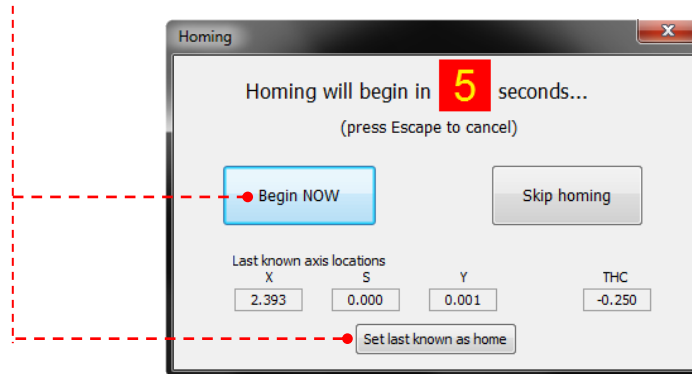 Homing
x
Homing will begin in 5 seconds...
(press Escape to cancel)
Begin NOW
Skip homing
Last known axis locations
X S Y THC
2.393 0.000 0.001 -0.250
Set last known as home